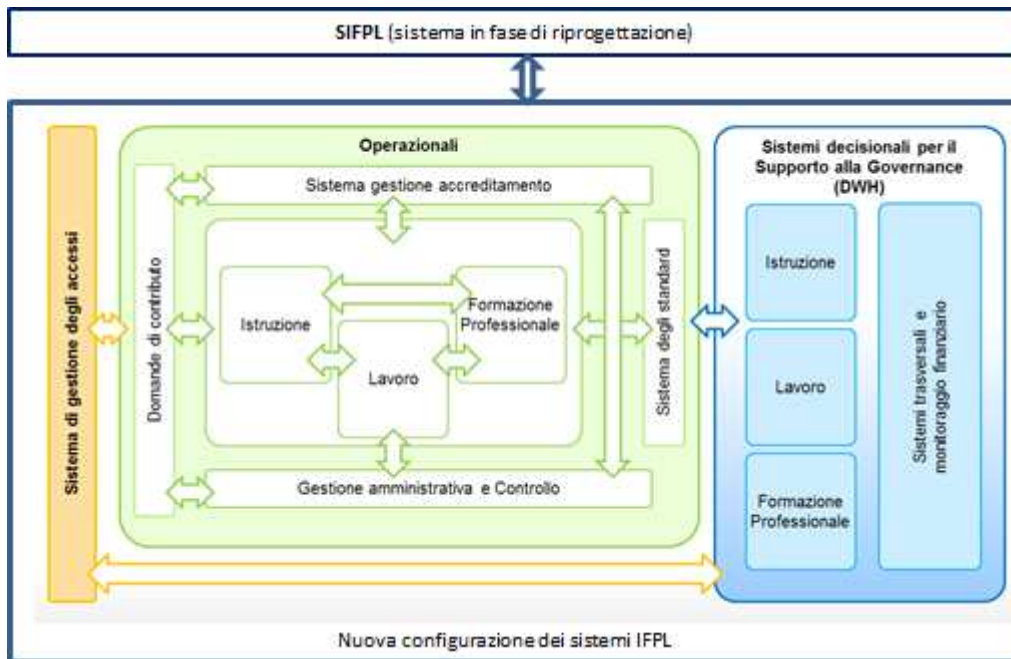 SIFPL (sistema in fase di riprogettazione)
Sistema di gestione degli accessi
Operazionali
Domande di contributo
Sistema gestione accreditamento
Istruzione
Formazione
Professionale
Lavoro
Sistema degli standard
Gestione amministrativa e Controllo
Sistemi decisionali per il
Supporto alla Governance
(DWH)
Istruzione
Lavoro
Formazione
Professionale
Sistemi trasversali e
monitoraggio finanziario
Nuova configurazione dei sistemi IFPL